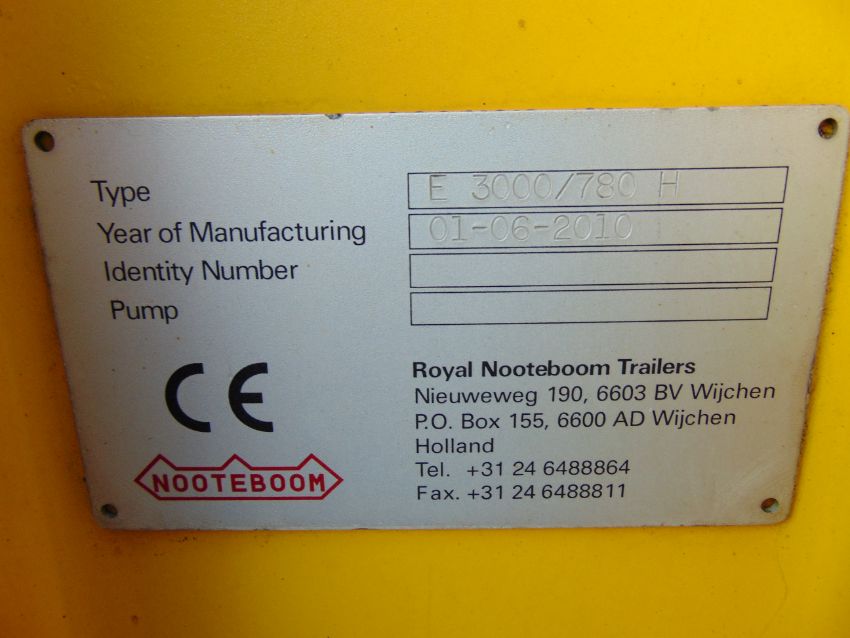 Type E 3000/780 H
Year of Manufacturing 01-06-2010
Identity Number
Pump
CE
NOOTEBOOM
Royal Nooteboom Trailers
Nieuweweg 190, 6603 BV Wijchen
P.O. Box 155, 6600 AD Wijchen
Holland
Tel. +31 24 6488864
Fax. +31 24 6488811